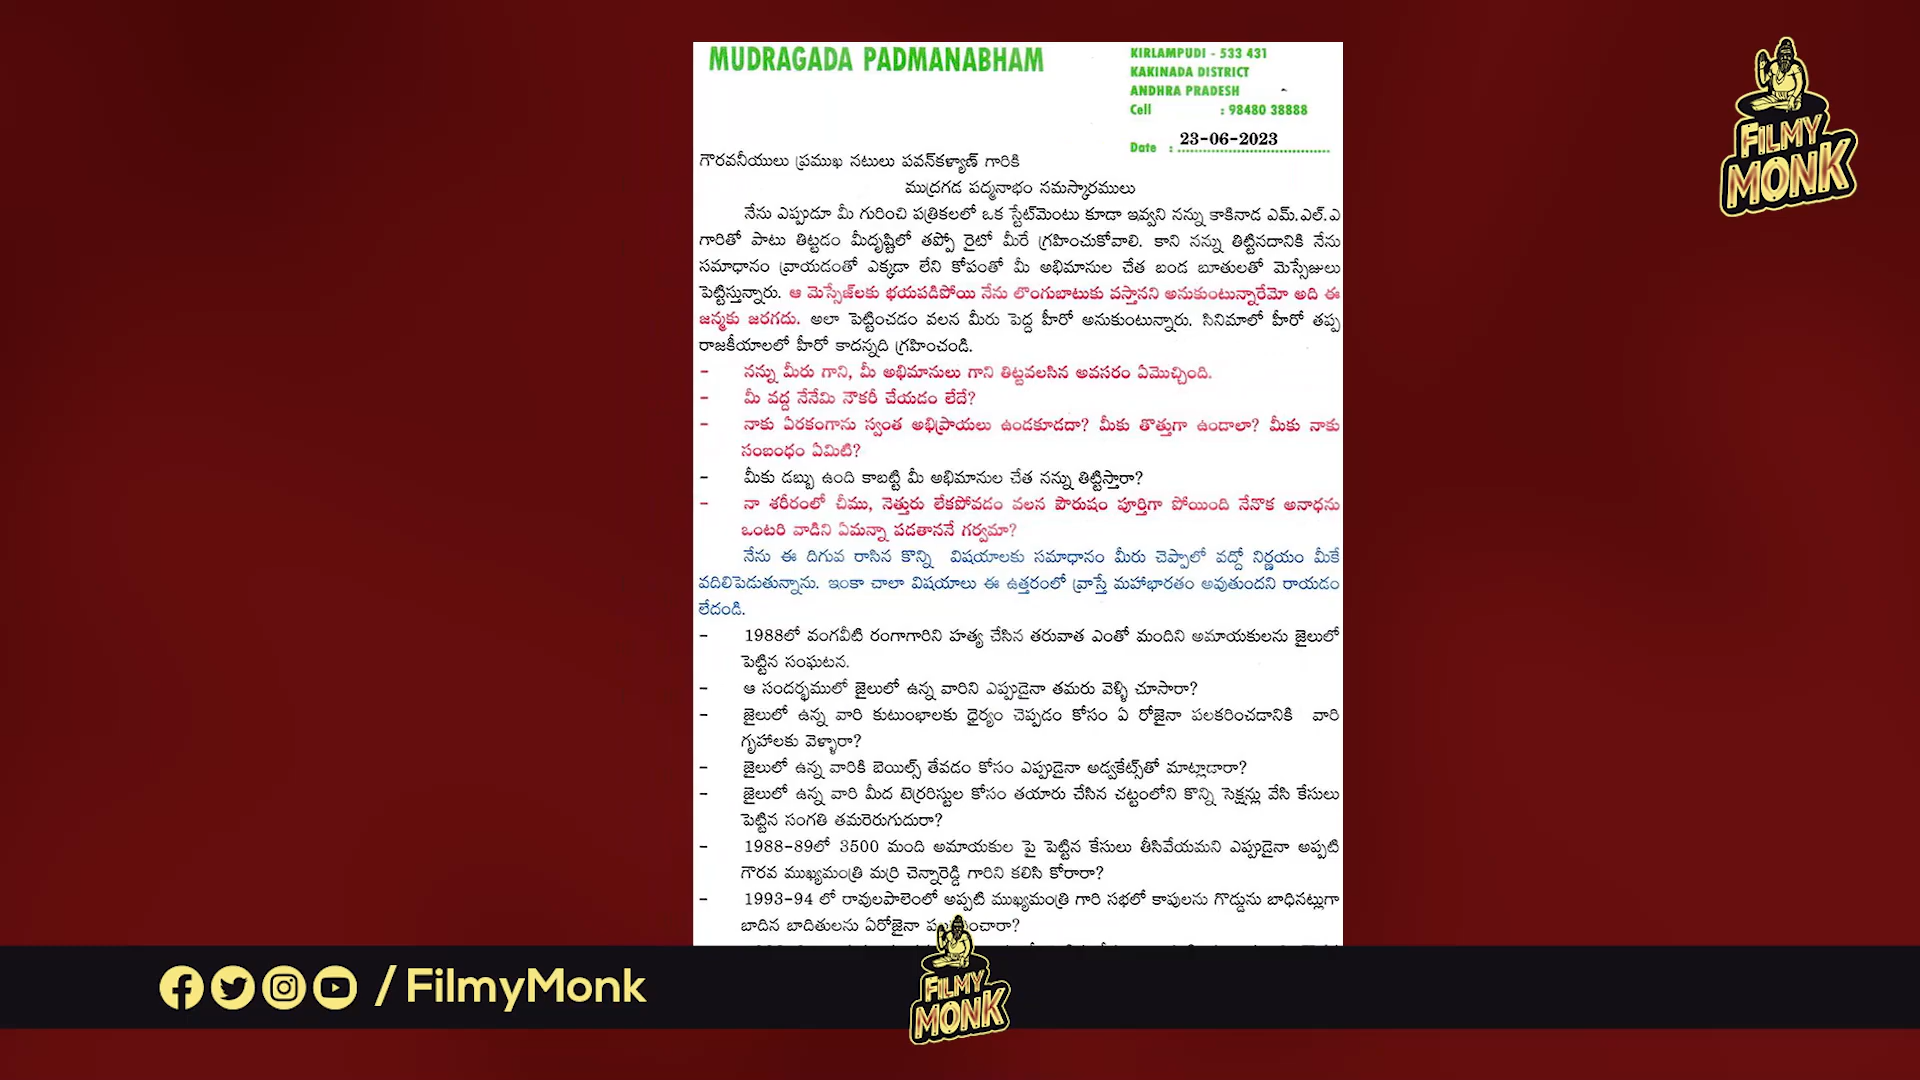 MUDRAGADA PADMANABHAM
KIRLAMPUDI - 533 431
KAKINADA DISTRICT
ANDHRA PRADESH
Cell : 98480 38888
Date : 23-06-2023
గౌరవనీయులు ప్రముఖ నటులు పవన్‌కళ్యాణ్ గారికి
ముద్రగడ పద్మనాభం నమస్కారములు
నేను ఎప్పుడూ మీ గురించి పత్రికలలో ఒక స్టేట్‌మెంటు కూడా ఇవ్వని నన్ను కాకినాడ ఎమ్.ఎల్.ఎ
గారితో పాటు తిట్టడం మీదృష్టిలో తప్పో రైటో మీరే గ్రహించుకోవాలి. కాని నన్ను తిట్టినదానికి నేను
సమాధానం వ్రాయడంతో ఎక్కడా లేని కోపంతో మీ అభిమానుల చేత బండ బూతులతో మెస్సేజులు
పెట్టిస్తున్నారు. ఆ మెస్సేజ్‌లకు భయపడిపోయి నేను లొంగుబాటుకు వస్తానని అనుకుంటున్నారేమో అది ఈ
జన్మకు జరగదు. అలా పెట్టించడం వలన మీరు పెద్ద హీరో అనుకుంటున్నారు. సినిమాలో హీరో తప్ప
రాజకీయాలలో హీరో కాదన్నది గ్రహించండి.
- నన్ను మీరు గాని, మీ అభిమానులు గాని తిట్టవలసిన అవసరం ఏమొచ్చింది.
- మీ వద్ద నేనేమి నౌకరీ చేయడం లేదే?
- నాకు ఏరకంగాను స్వంత అభిప్రాయలు ఉండకూడదా? మీకు తొత్తుగా ఉండాలా? మీకు నాకు
సంబంధం ఏమిటి?
- మీకు డబ్బు ఉంది కాబట్టి మీ అభిమానుల చేత నన్ను తిట్టిస్తారా?
- నా శరీరంలో చీము, నెత్తురు లేకపోవడం వలన పౌరుషం పూర్తిగా పోయింది నేనొక అనాధను
ఒంటరి వాడిని ఏమన్నా పడతాననే గర్వమా?
నేను ఈ దిగువ రాసిన కొన్ని విషయాలకు సమాధానం మీరు చెప్పాలో వద్దో నిర్ణయం మీకే
వదిలిపెడుతున్నాను. ఇంకా చాలా విషయాలు ఈ ఉత్తరంలో వ్రాస్తే మహాభారతం అవుతుందని రాయడం
లేదండి.
- 1988లో వంగవీటి రంగాగారిని హత్య చేసిన తరువాత ఎంతో మందిని అమాయకులను జైలులో
పెట్టిన సంఘటన.
- ఆ సందర్భములో జైలులో ఉన్న వారిని ఎప్పుడైనా తమరు వెళ్ళి చూసారా?
- జైలులో ఉన్న వారి కుటుంభాలకు ధైర్యం చెప్పడం కోసం ఏ రోజైనా పలకరించడానికి వారి
గృహాలకు వెళ్ళారా?
- జైలులో ఉన్న వారికి బెయిల్స్ తేవడం కోసం ఎప్పుడైనా అడ్వకేట్స్‌తో మాట్లాడారా?
- జైలులో ఉన్న వారి మీద టెర్రరిస్టుల కోసం తయారు చేసిన చట్టంలోని కొన్ని సెక్షన్లు వేసి కేసులు
పెట్టిన సంగతి తమరెరుగుదురా?
- 1988-89లో 3500 మంది అమాయకుల పై పెట్టిన కేసులు తీసివేయమని ఎప్పుడైనా అప్పటి
గౌరవ ముఖ్యమంత్రి మర్రి చెన్నారెడ్డి గారిని కలిసి కోరారా?
- 1993-94 లో రావులపాలెంలో అప్పటి ముఖ్యమంత్రి గారి సభలో కాపులను గొడ్డును బాధినట్లుగా
బాదిన బాదితులను ఏరోజైనా
FILMY
MONK
/FilmyMonk
FILMY
MONK